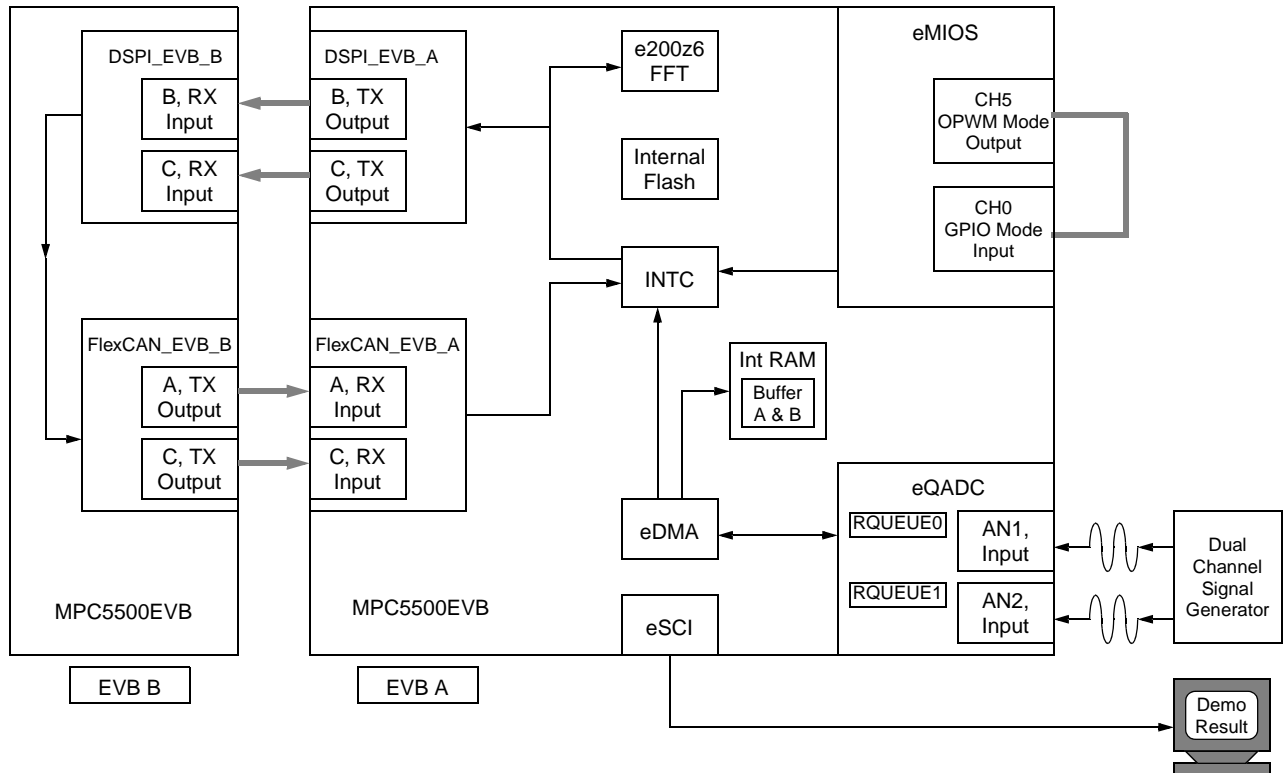 DSPI_EVB_B
B, RX
Input
C, RX
Input
FlexCAN_EVB_B
A, TX
Output
C, TX
Output
MPC5500EVB
EVB B
DSPI_EVB_A
B, TX
Output
C, TX
Output
FlexCAN_EVB_A
A, RX
Input
C, RX
Input
MPC5500EVB
EVB A
e200z6
FFT
Internal
Flash
INTC
Int RAM
Buffer
A & B
eDMA
eSCI
eMIOS
CH5
OPWM Mode
Output
CH0
GPIO Mode
Input
eQADC
RQUEUE0
AN1,
Input
RQUEUE1
AN2,
Input
Dual
Channel
Signal
Generator
Demo
Result